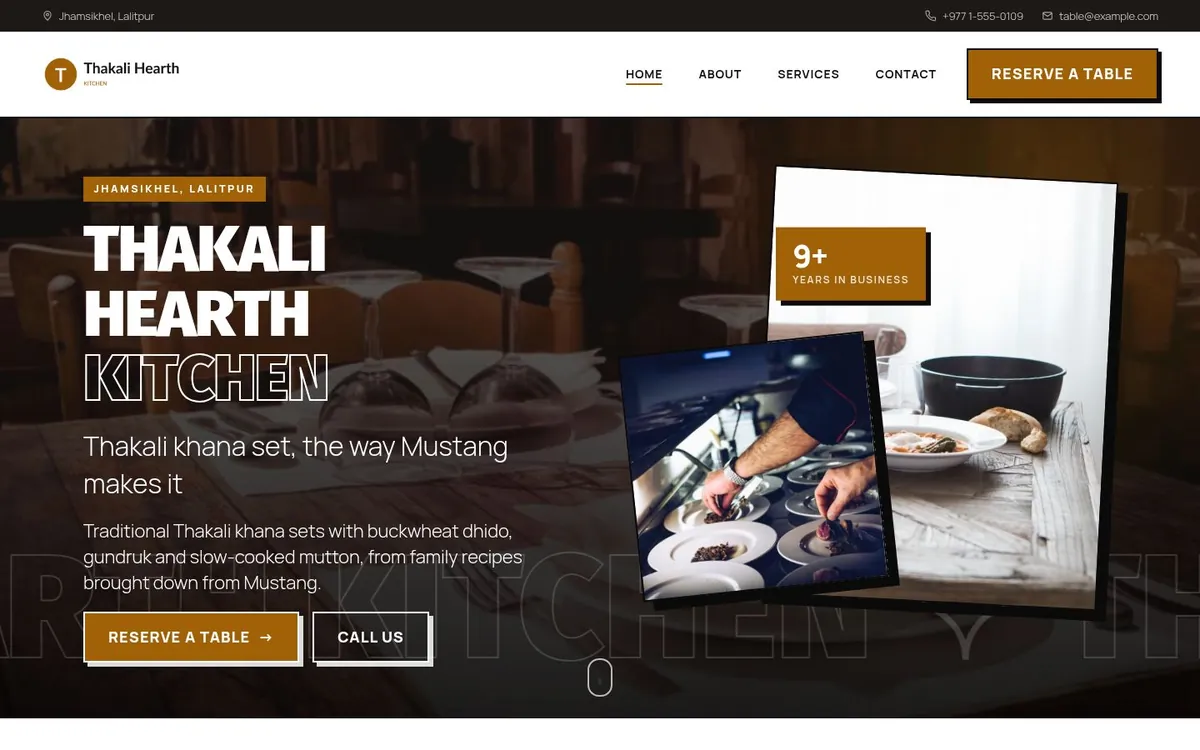 Jhamsikhel, Lalitpur
+977 1-555-0109
table@example.com
T
Thakali Hearth
KITCHEN
HOME
ABOUT
SERVICES
CONTACT
RESERVE A TABLE
JHAMSIKHEL, LALITPUR
THAKALI
HEARTH
KITCHEN
9+
YEARS IN BUSINESS
Thakali khana set, the way Mustang
makes it
Traditional Thakali khana sets with buckwheat dhido,
gundruk and slow-cooked mutton, from family recipes
brought down from Mustang.
RESERVE A TABLE →
CALL US
ARTH KITCHEN TH